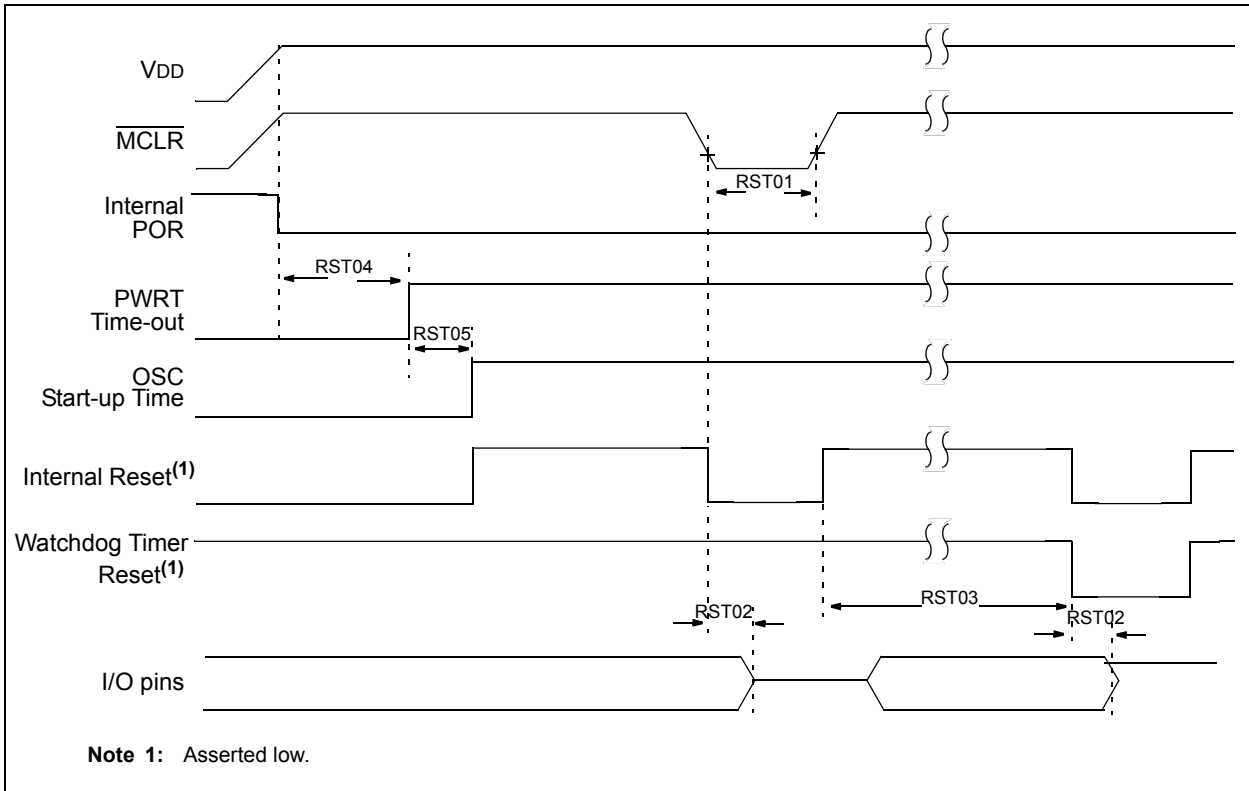 VDD
MCLR
RST01
Internal
POR
RST04
PWRT
Time-out
RST05
OSC
Start-up Time
Internal Reset(1)
Watchdog Timer
Reset(1)
RST03
RST02
RST02
I/O pins
Note 1: Asserted low.